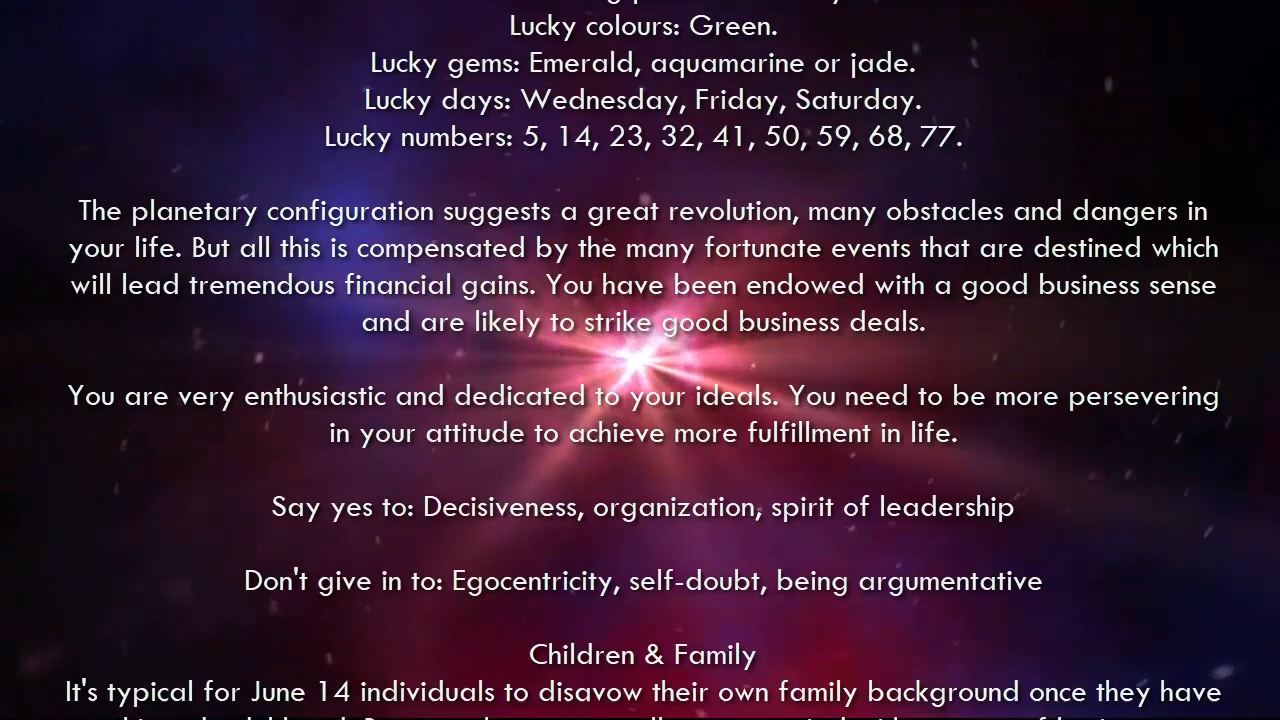 Lucky colours: Green.
Lucky gems: Emerald, aquamarine or jade.
Lucky days: Wednesday, Friday, Saturday.
Lucky numbers: 5, 14, 23, 32, 41, 50, 59, 68, 77.
The planetary configuration suggests a great revolution, many obstacles and dangers in
your life. But all this is compensated by the many fortunate events that are destined which
will lead tremendous financial gains. You have been endowed with a good business sense
and are likely to strike good business deals.
You are very enthusiastic and dedicated to your ideals. You need to be more persevering
in your attitude to achieve more fulfillment in life.
Say yes to: Decisiveness, organization, spirit of leadership
Don't give in to: Egocentricity, self-doubt, being argumentative
Children & Family
It's typical for June 14 individuals to disavow their own family background once they have